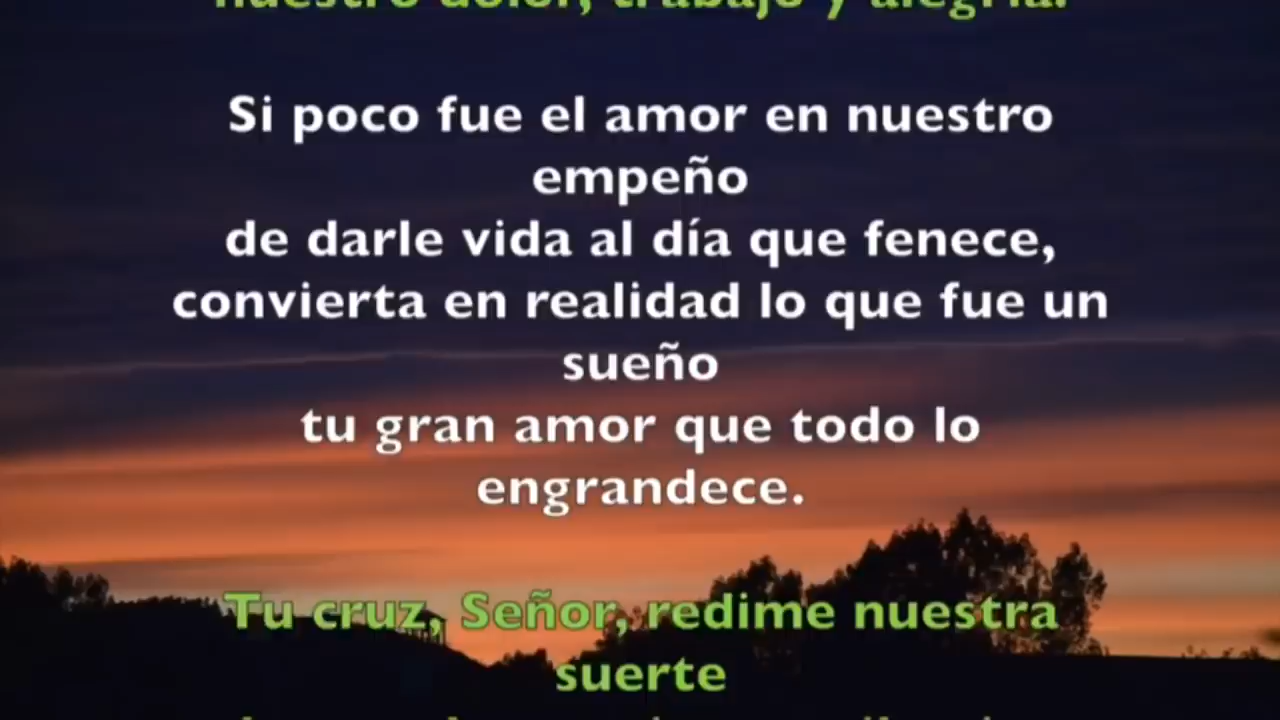 nuestro dolor, trabajo y alegría.
Si poco fue el amor en nuestro
empeño
de darle vida al día que fenece,
convierta en realidad lo que fue un
sueño
tu gran amor que todo lo
engrandece.
Tu cruz, Señor, redime nuestra
suerte